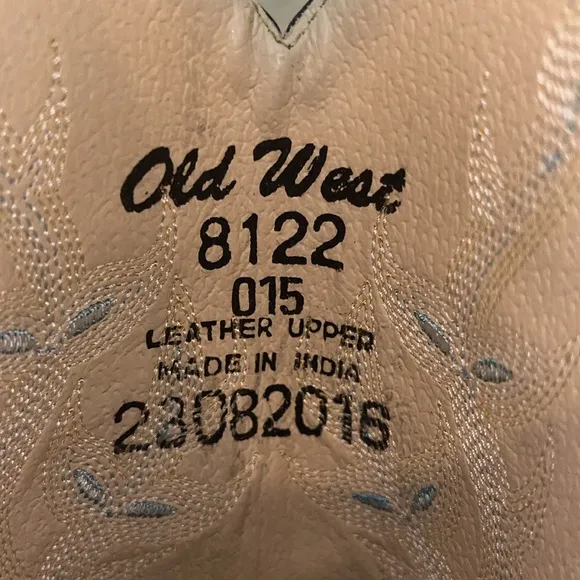 Old West
8122
015
LEATHER UPPER
MADE IN INDIA
23082016